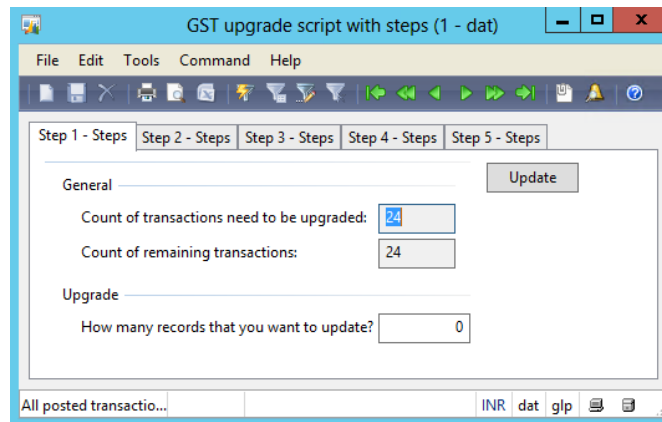 GST upgrade script with steps (1 - dat)
File Edit Tools Command Help
Step 1 - Steps Step 2 - Steps Step 3 - Steps Step 4 - Steps Step 5 - Steps
Update
General
Count of transactions need to be upgraded: 24
Count of remaining transactions: 24
Upgrade
How many records that you want to update? 0
All posted transactio... INR dat glp